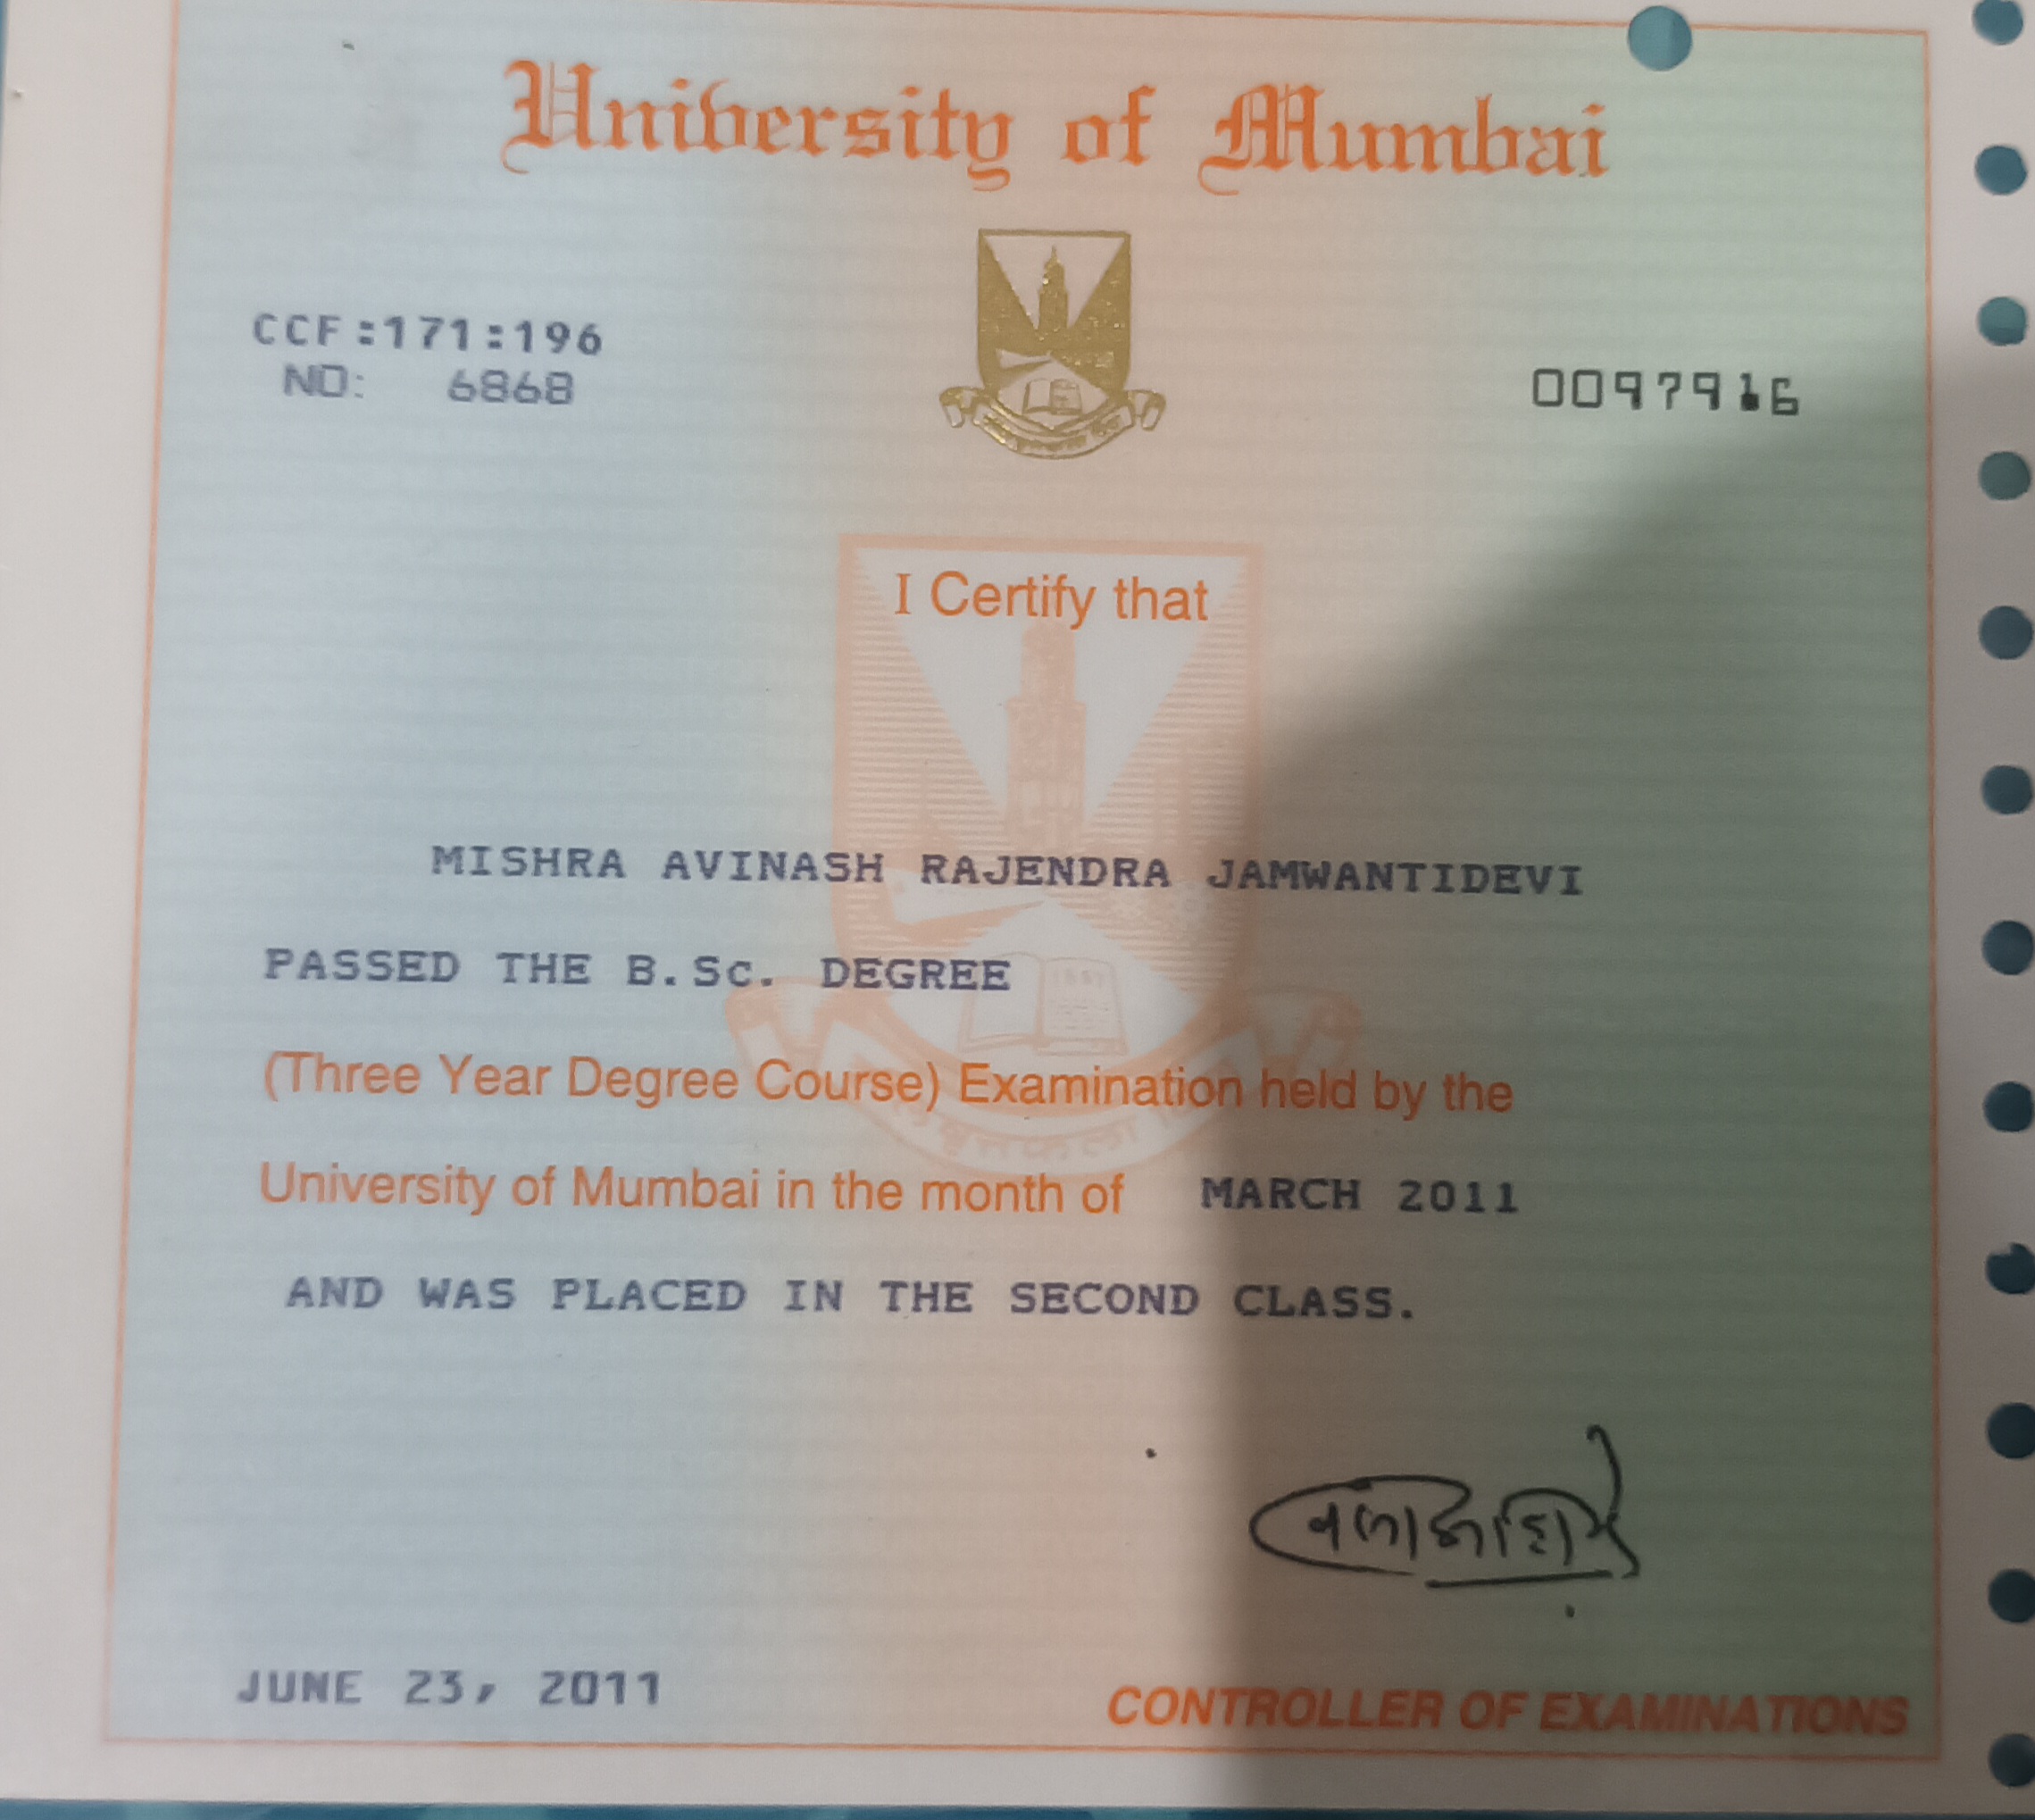 University of Mumbai
CCF:171:196
NO: 6868
0097916
I Certify that
MISHRA AVINASH RAJENDRA JAMWANTIDEVI
PASSED THE B.Sc. DEGREE
(Three Year Degree Course) Examination held by the
University of Mumbai in the month of MARCH 2011
AND WAS PLACED IN THE SECOND CLASS.
JUNE 23, 2011
CONTROLLER OF EXAMINATIONS